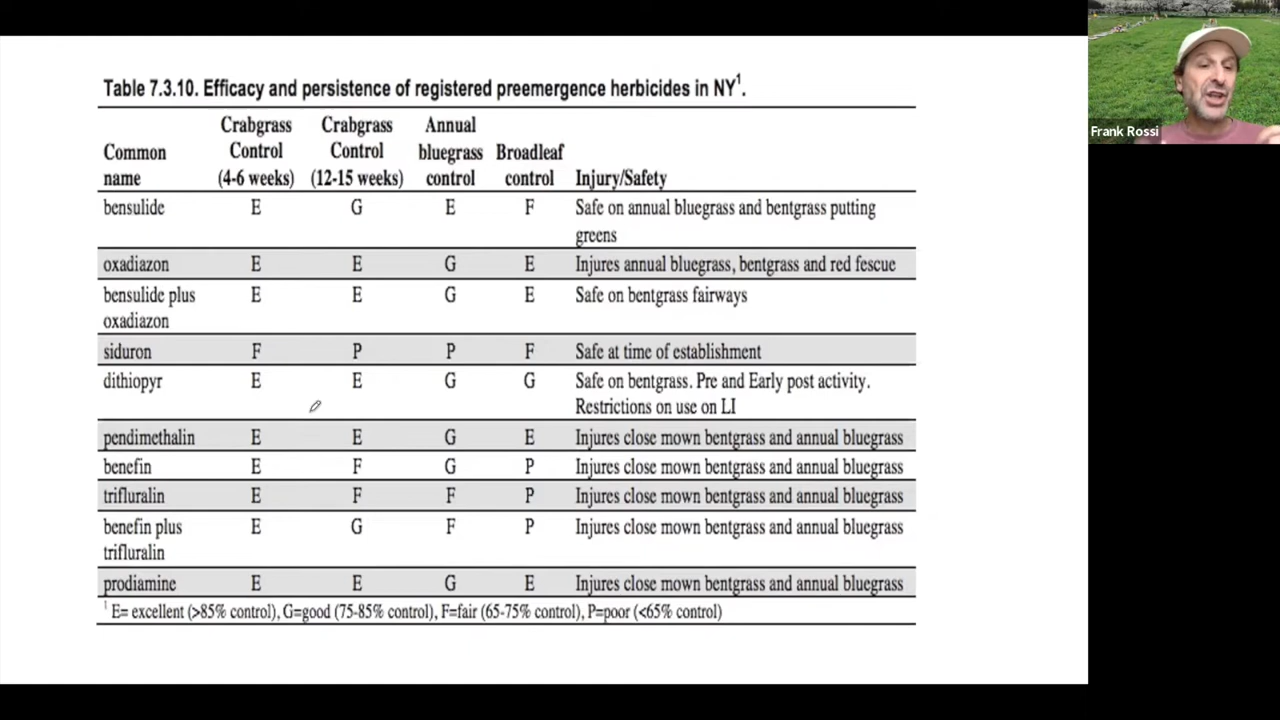 Table 7.3.10. Efficacy and persistence of registered preemergence herbicides in NY1.
Common name Crabgrass Control (4-6 weeks) Crabgrass Control (12-15 weeks) Annual bluegrass control Broadleaf control Injury/Safety
bensulide E G E F Safe on annual bluegrass and bentgrass putting
greens
oxadiazon E E G E Injures annual bluegrass, bentgrass and red fescue
bensulide plus E E G E Safe on bentgrass fairways
oxadiazon
siduron F P P F Safe at time of establishment
dithiopyr E E G G Safe on bentgrass. Pre and Early post activity.
Restrictions on use on LI
pendimethalin E E G E Injures close mown bentgrass and annual bluegrass
benefin E F G P Injures close mown bentgrass and annual bluegrass
trifluralin E F F P Injures close mown bentgrass and annual bluegrass
benefin plus E G F P Injures close mown bentgrass and annual bluegrass
trifluralin
prodiamine E E G E Injures close mown bentgrass and annual bluegrass
1 E= excellent (>85% control), G=good (75-85% control), F=fair (65-75% control), P=poor (<65% control)
Frank Rossi